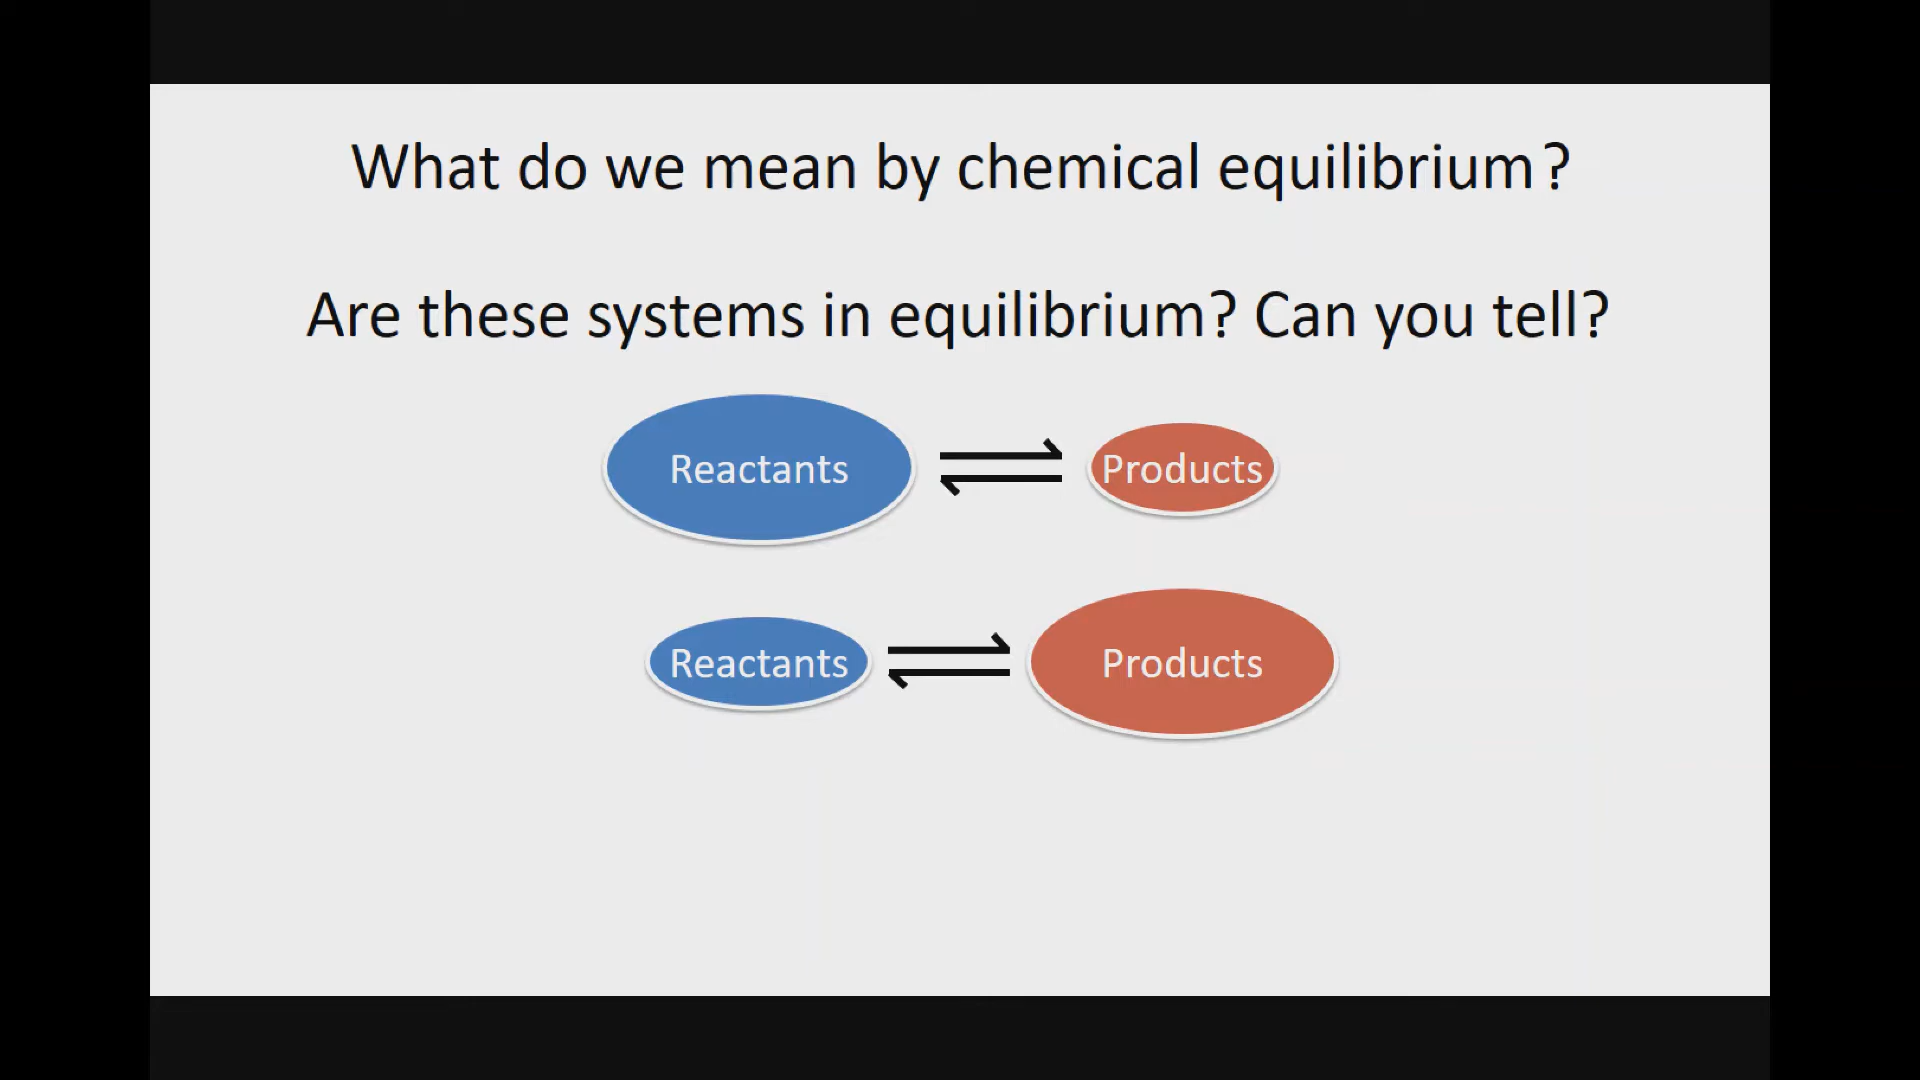 What do we mean by chemical equilibrium?
Are these systems in equilibrium? Can you tell?
Reactants
Products
Reactants
Products